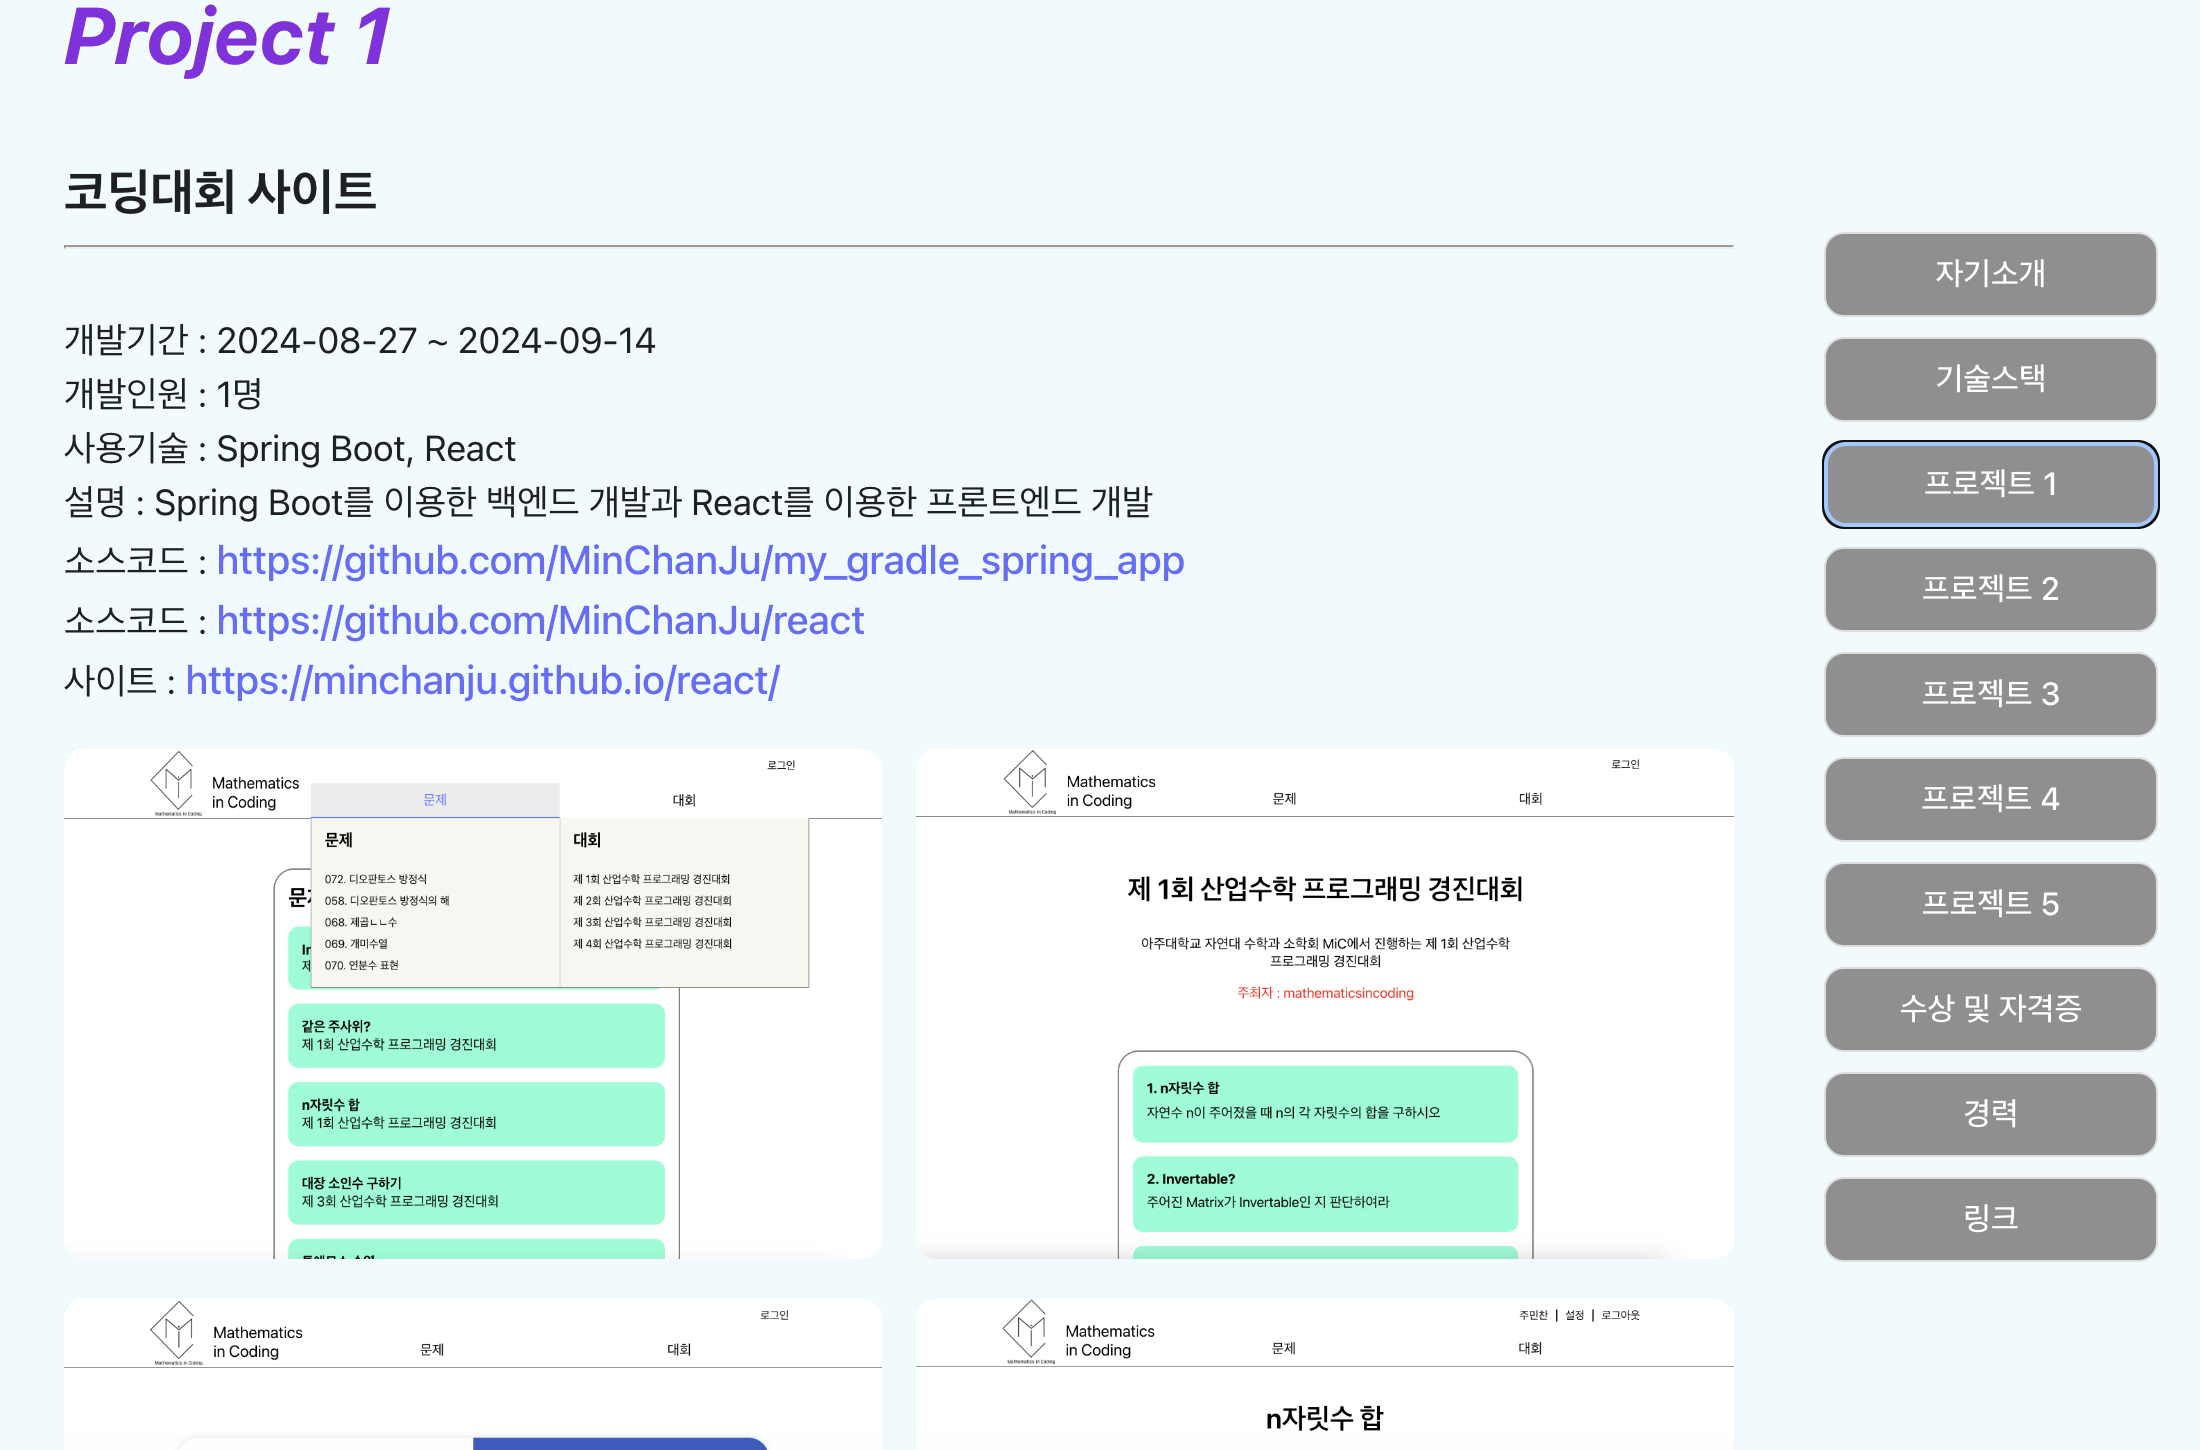 Project 1
코딩대회 사이트
개발기간 : 2024-08-27 ~ 2024-09-14
개발인원 : 1명
사용기술 : Spring Boot, React
설명 : Spring Boot를 이용한 백엔드 개발과 React를 이용한 프론트엔드 개발
소스코드 : https://github.com/MinChanJu/my_gradle_spring_app
소스코드 : https://github.com/MinChanJu/react
사이트 : https://minchanju.github.io/react/
로그인
Mathematics
in Coding
Mathematics in Coding
문제
대회
문제
072. 디오판토스 방정식
058. 디오판토스 방정식의 해
068. 제곱ㄴㄴ수
069. 개미수열
070. 연분수 표현
대회
제 1회 산업수학 프로그래밍 경진대회
제 2회 산업수학 프로그래밍 경진대회
제 3회 산업수학 프로그래밍 경진대회
제 4회 산업수학 프로그래밍 경진대회
같은 주사위?
제 1회 산업수학 프로그래밍 경진대회
n자릿수 합
제 1회 산업수학 프로그래밍 경진대회
대장 소인수 구하기
제 3회 산업수학 프로그래밍 경진대회
로그인
Mathematics
in Coding
Mathematics in Coding
문제
대회
제 1회 산업수학 프로그래밍 경진대회
아주대학교 자연대 수학과 소학회 MiC에서 진행하는 제 1회 산업수학
프로그래밍 경진대회
주최자 : mathematicsincoding
1. n자릿수 합
자연수 n이 주어졌을 때 n의 각 자릿수의 합을 구하시오
2. Invertable?
주어진 Matrix가 Invertable인 지 판단하여라
로그인
Mathematics
in Coding
Mathematics in Coding
문제
대회
주민찬 | 설정 | 로그아웃
Mathematics
in Coding
Mathematics in Coding
문제
대회
n자릿수 합
자기소개
기술스택
프로젝트 1
프로젝트 2
프로젝트 3
프로젝트 4
프로젝트 5
수상 및 자격증
경력
링크